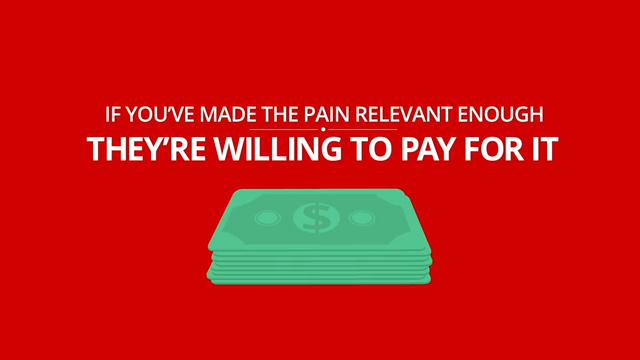 IF YOU'VE MADE THE PAIN RELEVANT ENOUGH
THEY'RE WILLING TO PAY FOR IT
$